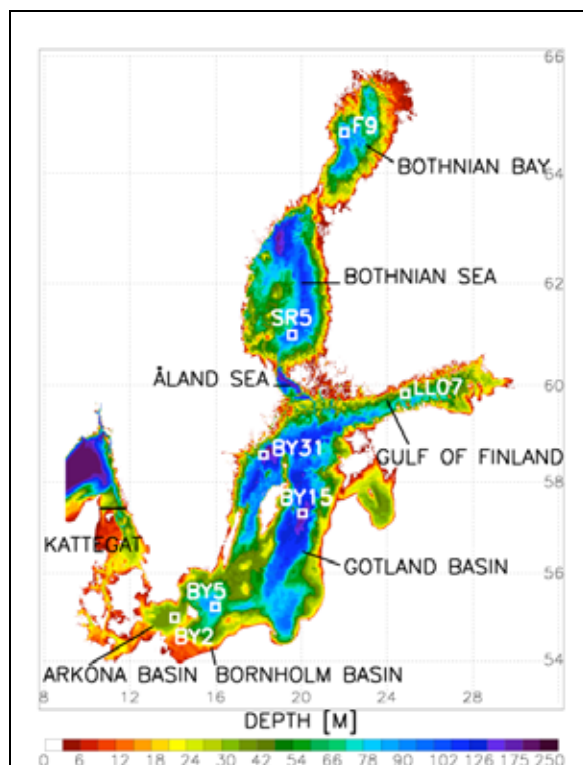 66
F9
BOTHNIAN BAY
64
BOTHNIAN SEA
62
SR5
ÅLAND SEA
60
LL07
BY31
GULF OF FINLAND
58
BY15
KATTEGAT
GOTLAND BASIN
56
BY5
BY2
ARKONA BASIN
BORNHOLM BASIN
54
8 12 16 20 24 28
DEPTH [M]
0 6 12 18 24 30 42 54 66 78 90 102 126 175 250